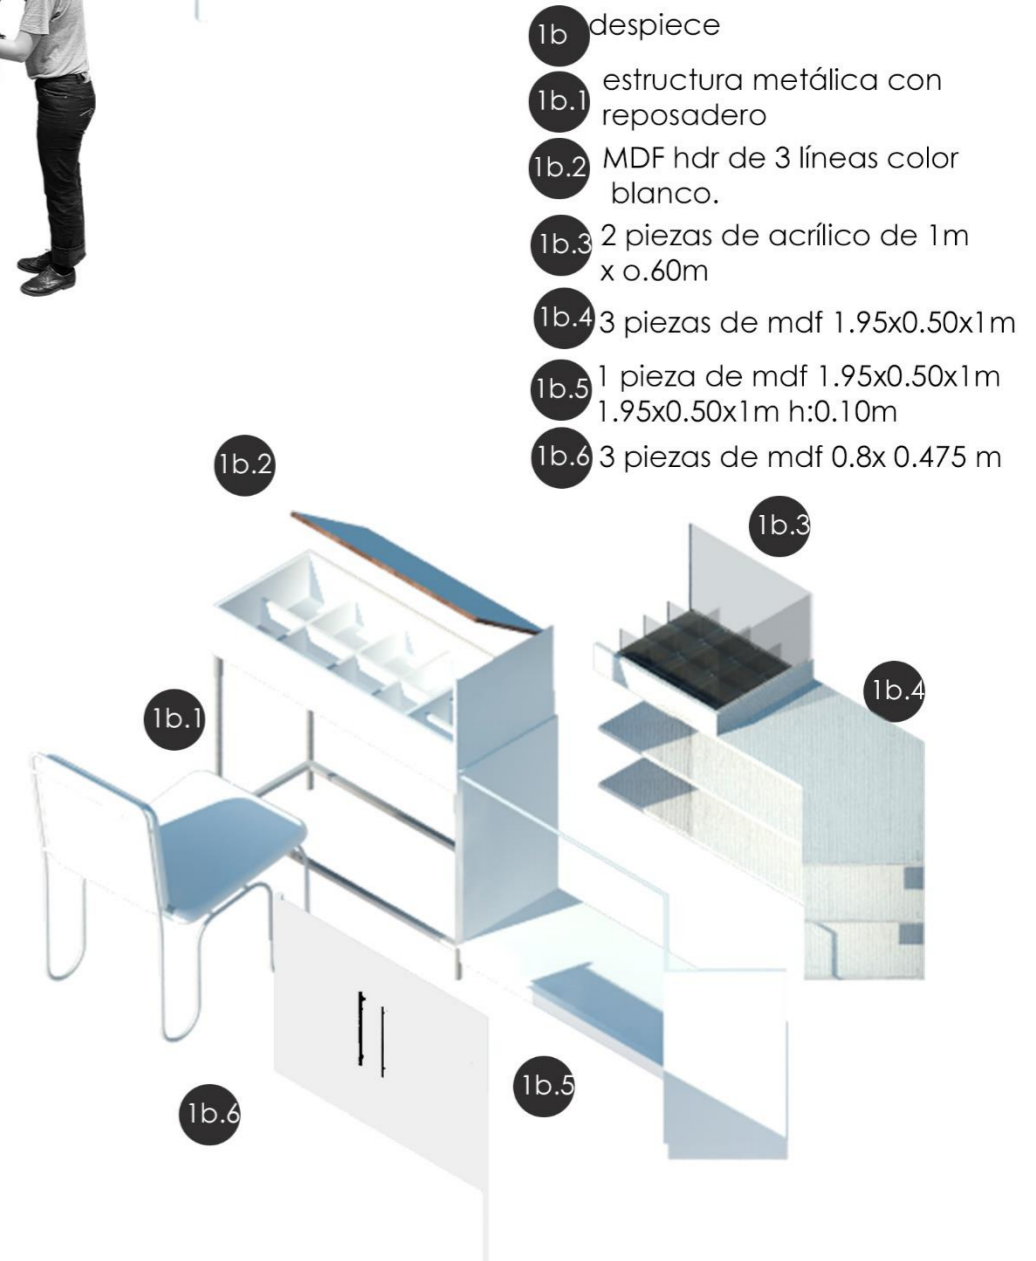 1b despiece
1b.1 estructura metálica con
reposadero
1b.2 MDF hdr de 3 líneas color
blanco.
1b.3 2 piezas de acrílico de 1m
x o.60m
1b.4 3 piezas de mdf 1.95x0.50x1m
1b.5 1 pieza de mdf 1.95x0.50x1m
1.95x0.50x1m h:0.10m
1b.6 3 piezas de mdf 0.8x 0.475 m
1b.2
1b.3
1b.4
1b.1
1b.5
1b.6